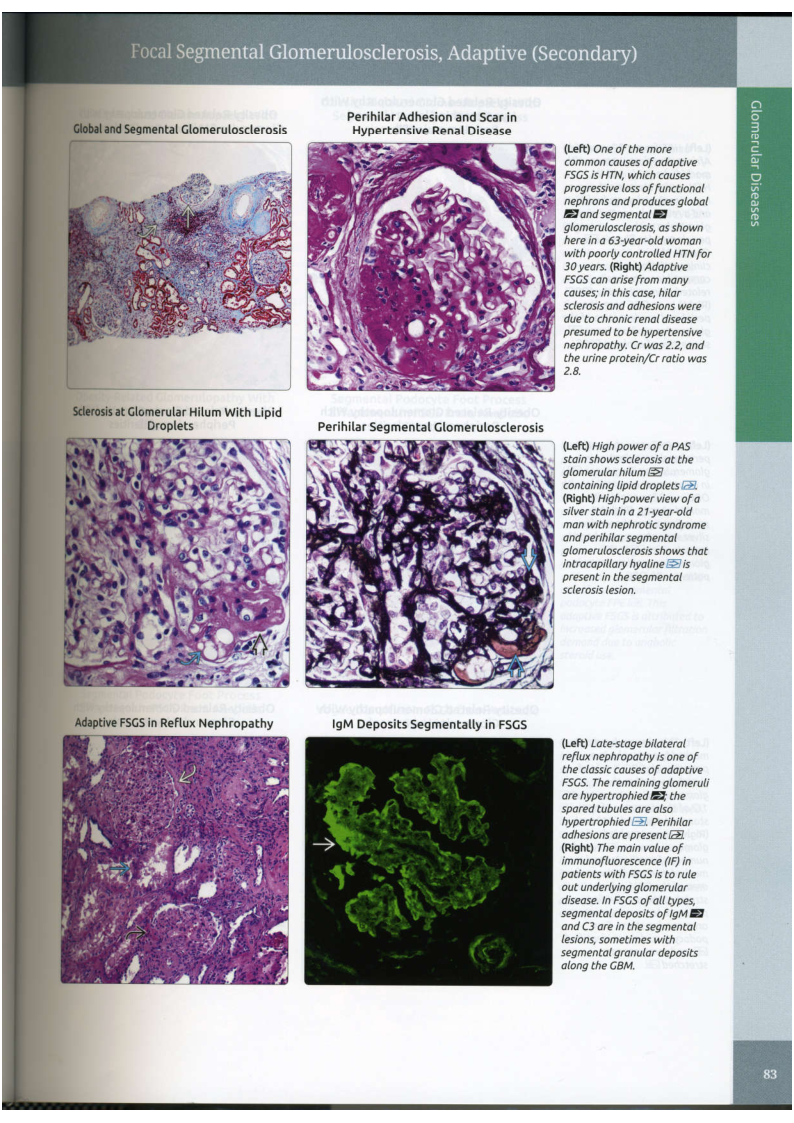 Focal Segmental Glomerulosclerosis, Adaptive (Secondary)
Glomerular Diseases
Global and Segmental Glomerulosclerosis
Perihilar Adhesion and Scar in
Hypertensive Renal Disease
(Left) One of the more
common causes of adaptive
FSGS is HTN, which causes
progressive loss of functional
nephrons and produces global
and segmental
glomerulosclerosis, as shown
here in a 63-year-old woman
with poorly controlled HTN for
30 years. (Right) Adaptive
FSGS can arise from many
causes; in this case, hilar
sclerosis and adhesions were
due to chronic renal disease
presumed to be hypertensive
nephropathy. Cr was 2.2, and
the urine protein/Cr ratio was
2.8.
Sclerosis at Glomerular Hilum With Lipid
Droplets
Perihilar Segmental Glomerulosclerosis
(Left) High power of a PAS
stain shows sclerosis at the
glomerular hilum
containing lipid droplets .
(Right) High-power view of a
silver stain in a 21-year-old
man with nephrotic syndrome
and perihilar segmental
glomerulosclerosis shows that
intracapillary hyaline is
present in the segmental
sclerosis lesion.
Adaptive FSGS in Reflux Nephropathy
IgM Deposits Segmentally in FSGS
(Left) Late-stage bilateral
reflux nephropathy is one of
the classic causes of adaptive
FSGS. The remaining glomeruli
are hypertrophied ; the
spared tubules are also
hypertrophied . Perihilar
adhesions are present .
(Right) The main value of
immunofluorescence (IF) in
patients with FSGS is to rule
out underlying glomerular
disease. In FSGS of all types,
segmental deposits of IgM
and C3 are in the segmental
lesions, sometimes with
segmental granular deposits
along the GBM.
83